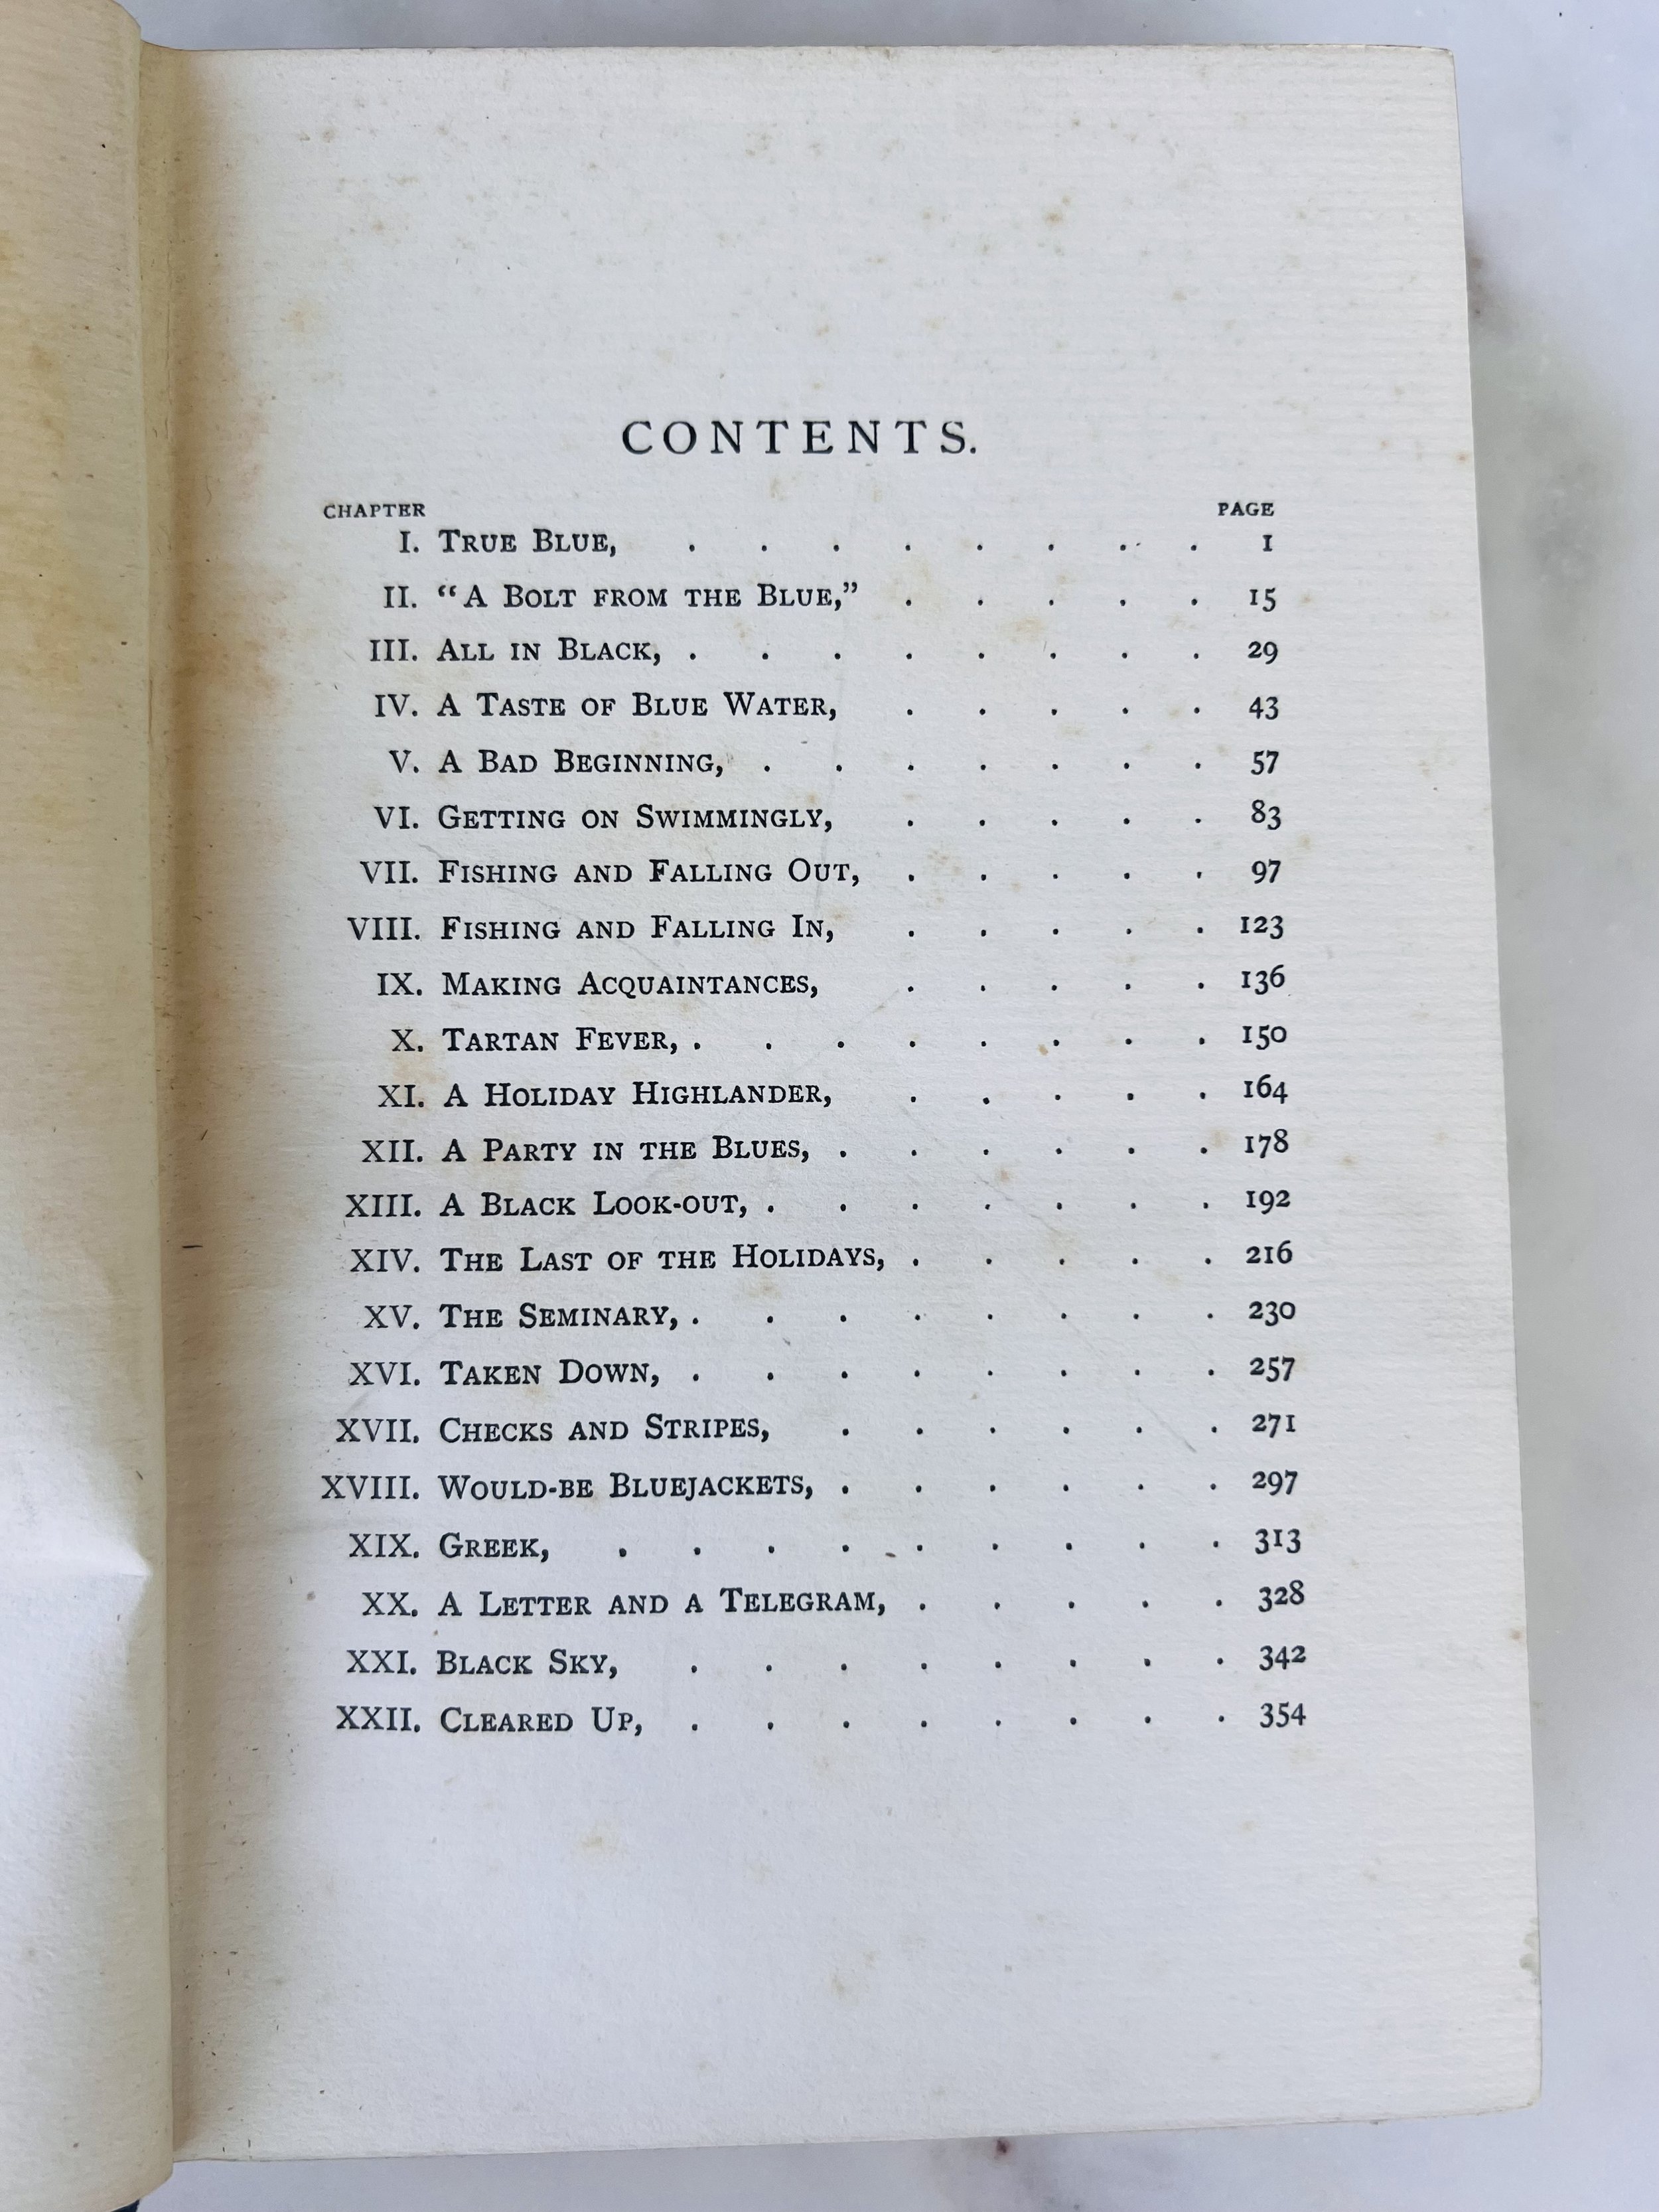 CONTENTS.
CHAPTER PAGE
I. TRUE BLUE, . . . . . . . . 1
II. “A BOLT FROM THE BLUE,” . . . . . 15
III. ALL IN BLACK, . . . . . . . . 29
IV. A TASTE OF BLUE WATER, . . . . . 43
V. A BAD BEGINNING, . . . . . . . 57
VI. GETTING ON SWIMMINGLY, . . . . . 83
VII. FISHING AND FALLING OUT, . . . . . 97
VIII. FISHING AND FALLING IN, . . . . . 123
IX. MAKING ACQUAINTANCES, . . . . . 136
X. TARTAN FEVER, . . . . . . . . 150
XI. A HOLIDAY HIGHLANDER, . . . . . 164
XII. A PARTY IN THE BLUES, . . . . . . 178
XIII. A BLACK LOOK-OUT, . . . . . . . 192
XIV. THE LAST OF THE HOLIDAYS, . . . . . 216
XV. THE SEMINARY, . . . . . . . . 230
XVI. TAKEN DOWN, . . . . . . . . 257
XVII. CHECKS AND STRIPES, . . . . . . 271
XVIII. WOULD-BE BLUEJACKETS, . . . . . . 297
XIX. GREEK, . . . . . . . . . 313
XX. A LETTER AND A TELEGRAM, . . . . . 328
XXI. BLACK SKY, . . . . . . . . 342
XXII. CLEARED UP, . . . . . . . . 354